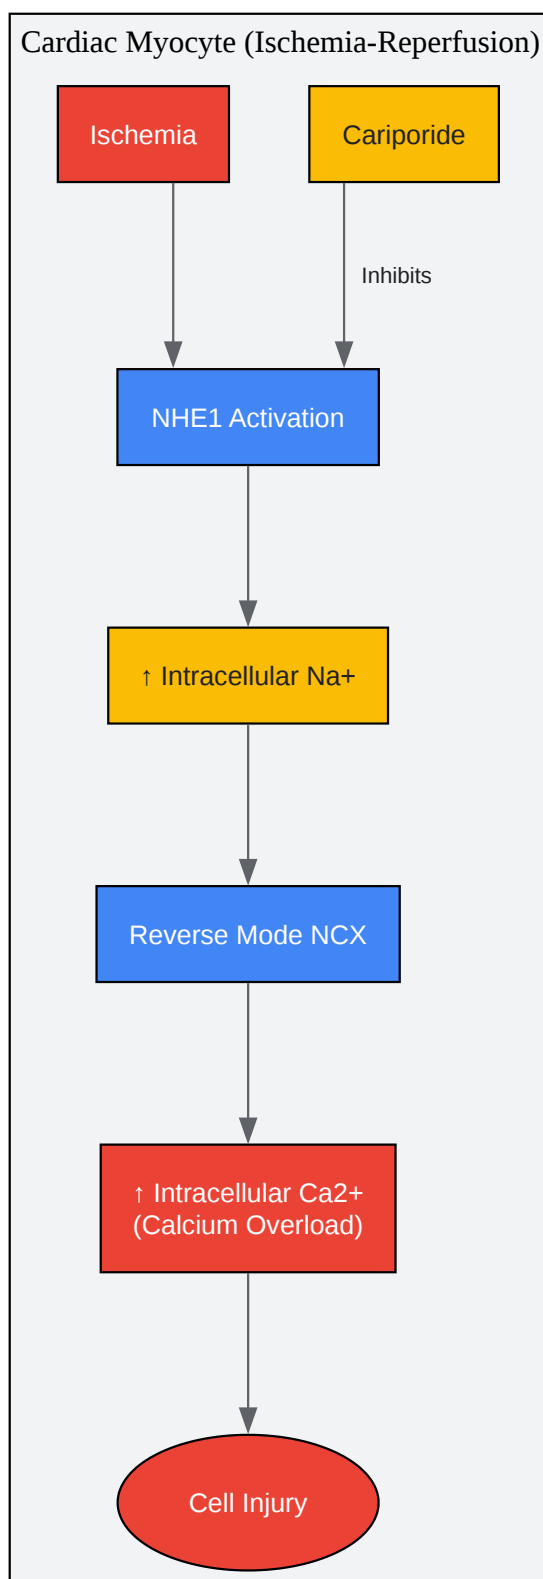 Cardiac Myocyte (Ischemia-Reperfusion)
Ischemia
Cariporide
Inhibits
NHE1 Activation
↑ Intracellular Na+
Reverse Mode NCX
↑ Intracellular Ca2+
(Calcium Overload)
Cell Injury